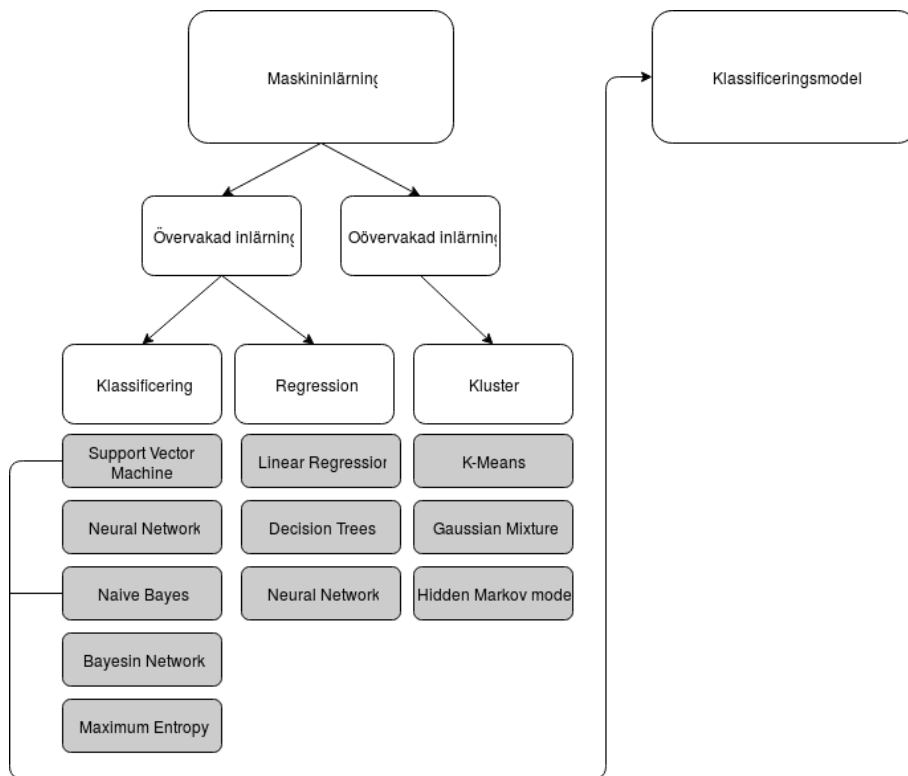 Maskininlärning
Klassificeringsmodel
Övervakad inlärning
Oövervakad inlärning
Klassificering
Regression
Kluster
Support Vector
Machine
Linear Regression
K-Means
Neural Network
Decision Trees
Gaussian Mixture
Naive Bayes
Neural Network
Hidden Markov mode
Bayesin Network
Maximum Entropy